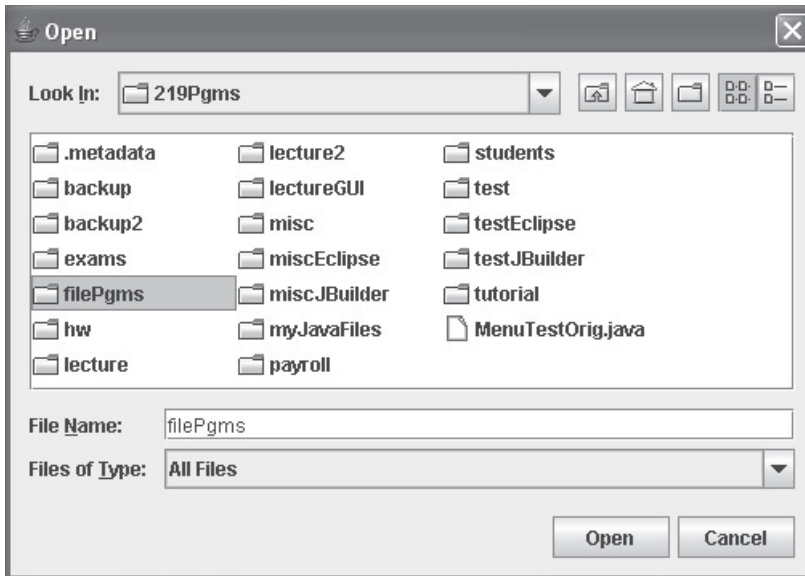 Open
Look In: 219Pgms
.metadata lecture2 students
backup lectureGUI test
backup2 misc testEclipse
exams miscEclipse testJBuilder
filePgms miscJBuilder tutorial
hw myJavaFiles MenuTestOrig.java
lecture payroll
File Name: filePgms
Files of Type: All Files
Open Cancel